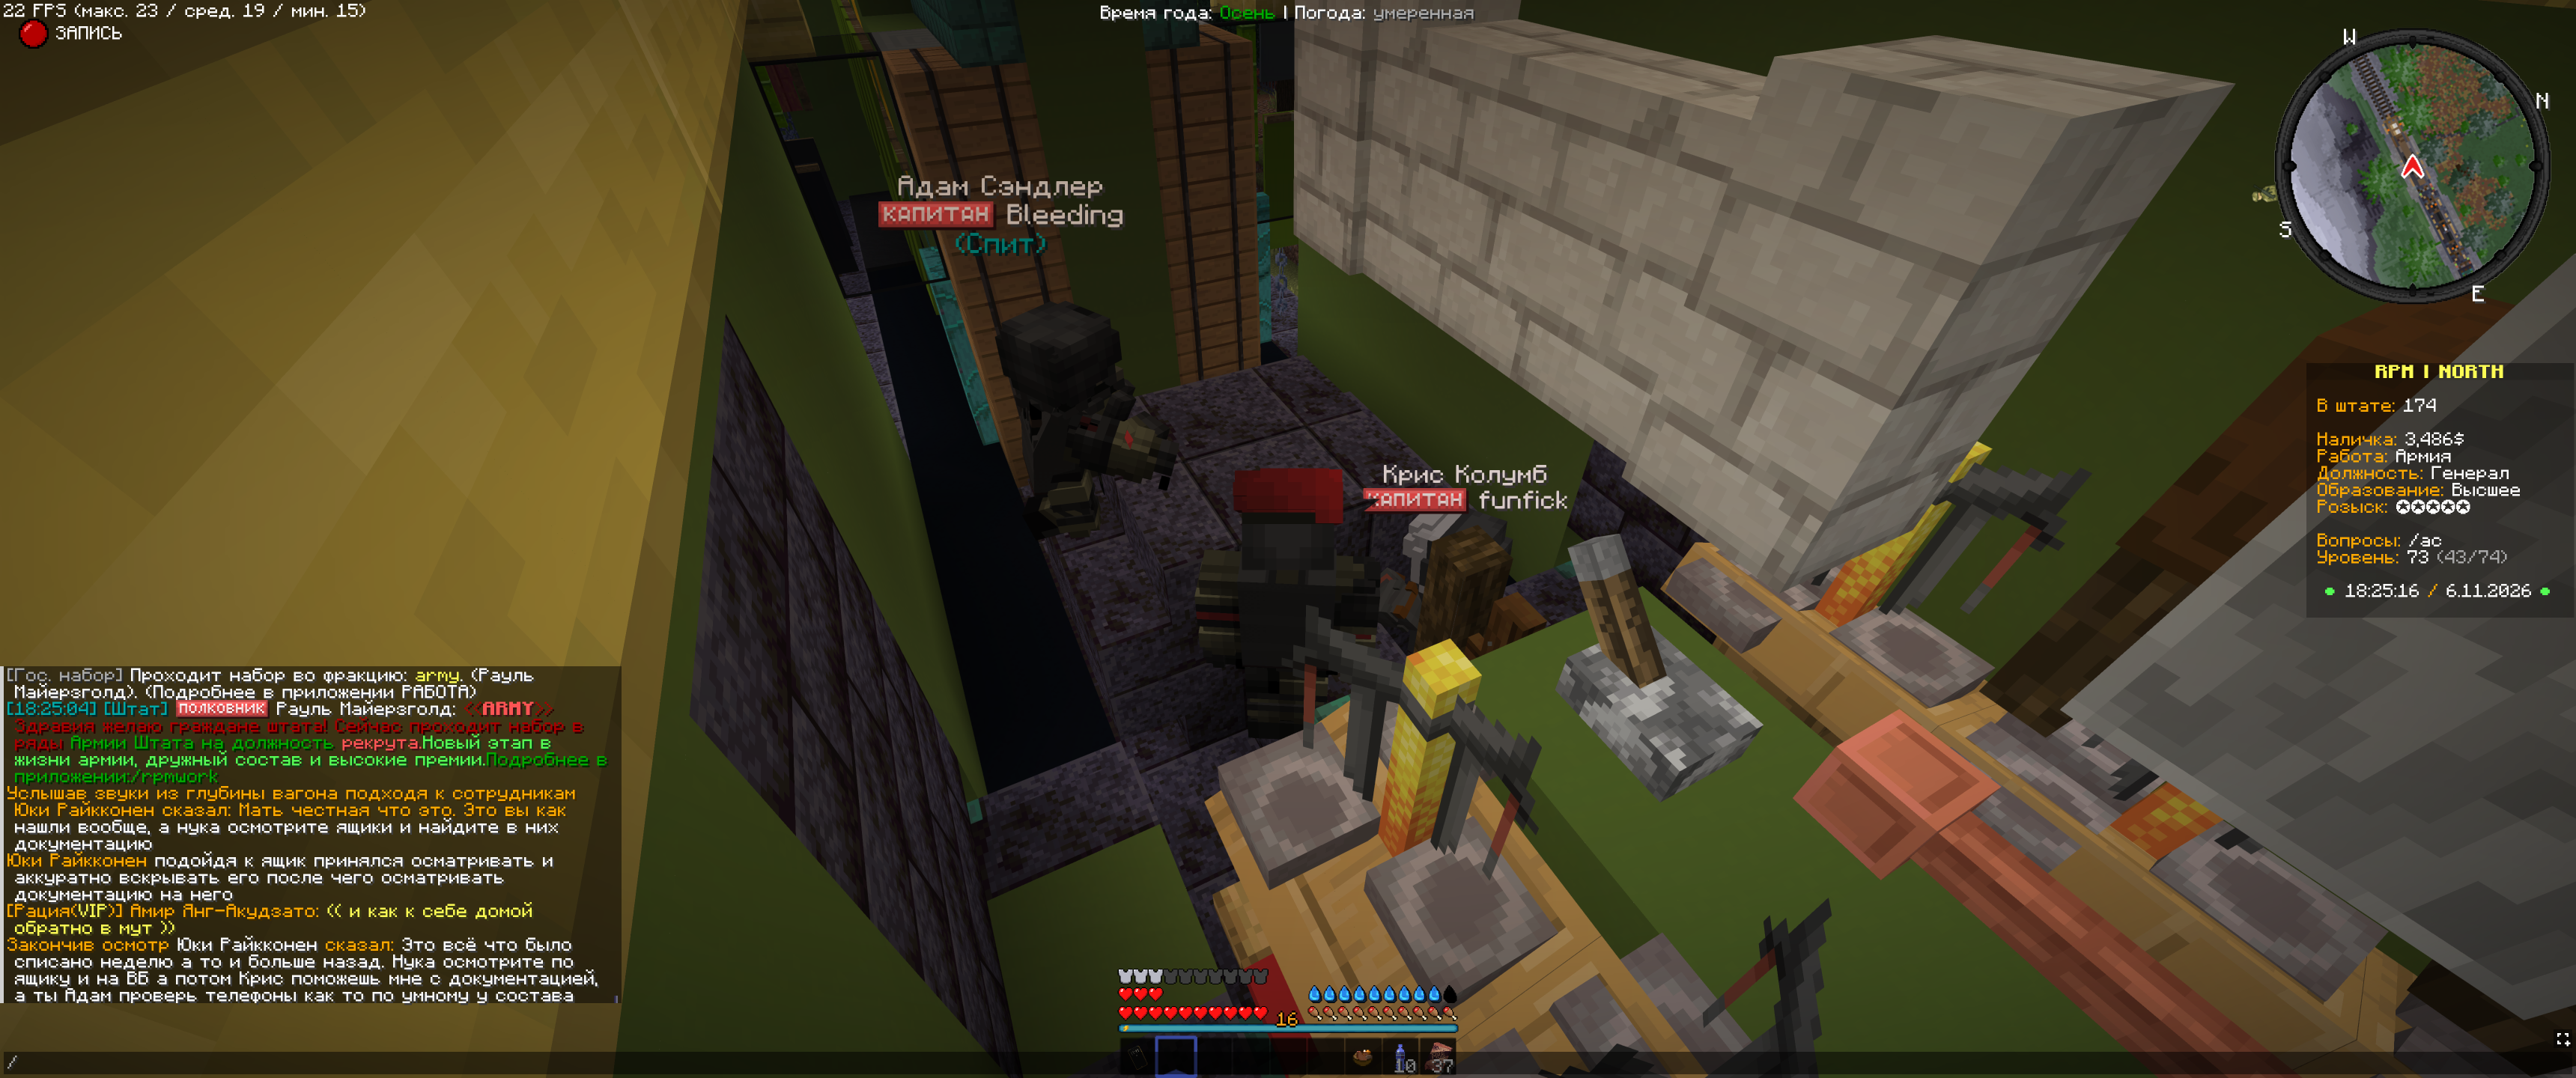 22 FPS (макс. 23 / сред. 19 / мин. 15)
ЗАПИСЬ
Время года: Осень | Погода: умеренная
W
N
S
E
Адам Сэндлер
КАПИТАН Bleeding
(Спит)
Крис Колумб
КАПИТАН funfick
RPM | NORTH
В штате: 174
Наличка: 3,486$
Работа: Армия
Должность: Генерал
Образование: Высшее
Розыск: ✪✪✪✪✪
Вопросы: /ac
Уровень: 73 (43/74)
● 18:25:16 / 6.11.2026 ●
[Гос. набор] Проходит набор во фракцию: army. (Рауль
Майерзголд). (Подробнее в приложении РАБОТА)
[18:25:04] [Штат] ПОЛКОВНИК Рауль Майерзголд: <<ARMY>>
Здравия желаю граждане штата! Сейчас проходит набор в
ряды Армии Штата на должность рекрута.Новый этап в
жизни армии, дружный состав и высокие премии.Подробнее в
приложении:/rpmwork
Услышав звуки из глубины вагона подходя к сотрудникам
Юки Райкконен сказал: Мать честная что это. Это вы как
нашли вообще, а нука осмотрите ящики и найдите в них
документацию
Юки Райкконен подойдя к ящик принялся осматривать и
аккуратно вскрывать его после чего осматривать
документацию на него
[Рация(VIP)] Амир Янг-Акудзато: (( и как к себе домой
обратно в мут ))
Закончив осмотр Юки Райкконен сказал: Это всё что было
списано неделю а то и больше назад. Нука осмотрите по
ящику и на ВБ а потом Крис поможешь мне с документацией,
а ты Адам проверь телефоны как то по умному у состава
16
10
37
/